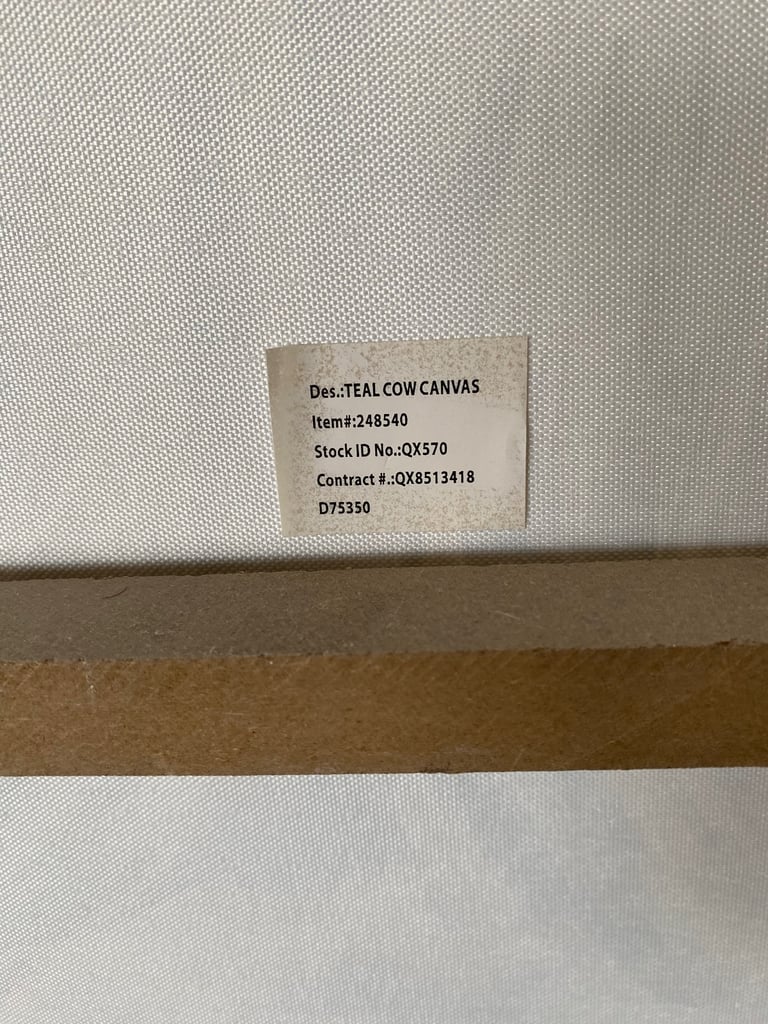 Des.:TEAL COW CANVAS
Item#:248540
Stock ID No.:QX570
Contract #.:QX8513418
D75350